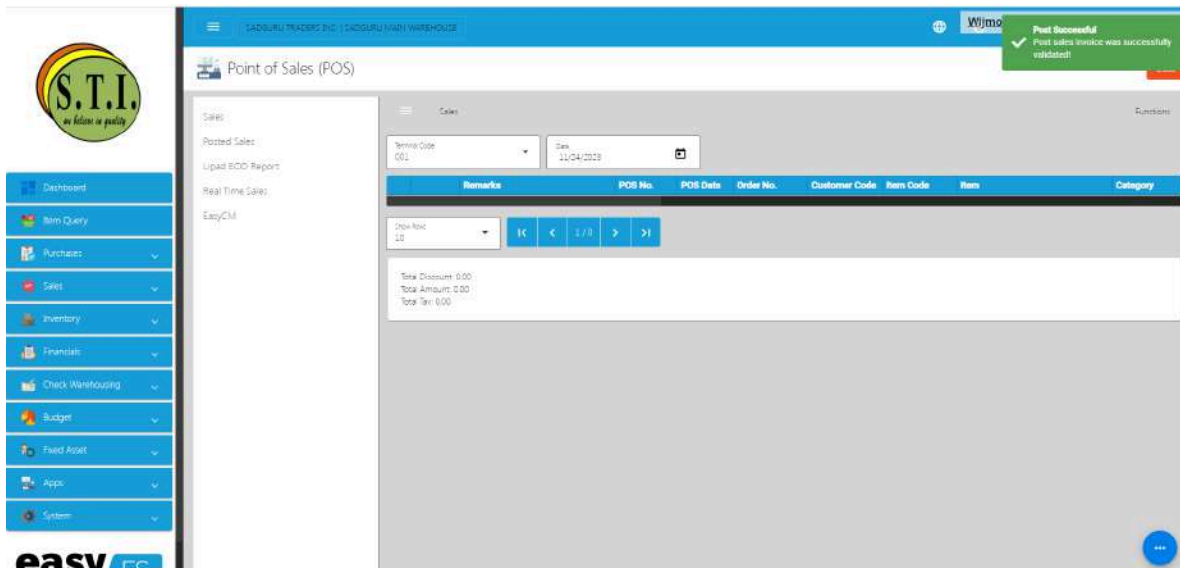 SADGURU TRADERS INC. | SADGURU MAIN WAREHOUSE
Wijmo
Post Successful
Post sales invoice was successfully
validated!
S.T.I.
we believe in quality
Point of Sales (POS)
Dashboard
Item Query
Purchases
Sales
Inventory
Financials
Check Warehousing
Budget
Fixed Asset
Apps
System
easy FS
Sales
Posted Sales
Lipad ECO Report
Real Time Sales
EasyCM
Sales
Functions
Terminal Code
001
Date
11/24/2023
Remarks POS No. POS Date Order No. Customer Code Item Code Item Category
Show Rows
10
1 / 0
Total Discount: 0.00
Total Amount: 0.00
Total Tax: 0.00